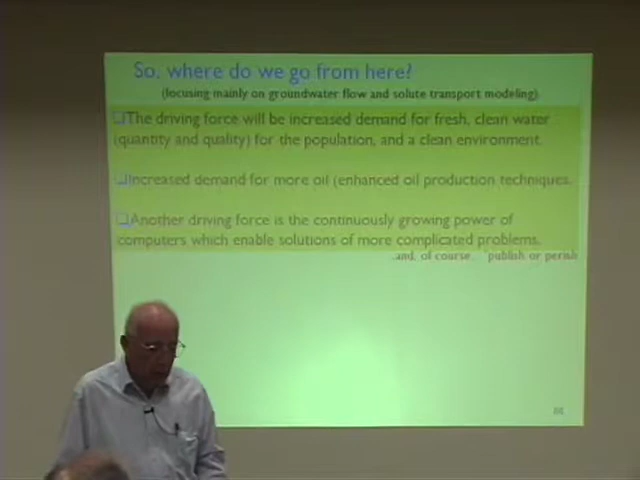 So, where do we go from here?
(focusing mainly on groundwater flow and solute transport modeling)
The driving force will be increased demand for fresh, clean water
(quantity and quality) for the population, and a clean environment.
Increased demand for more oil (enhanced oil production techniques.
Another driving force is the continuously growing power of
computers which enable solutions of more complicated problems.
..and, of course, "publish or perish